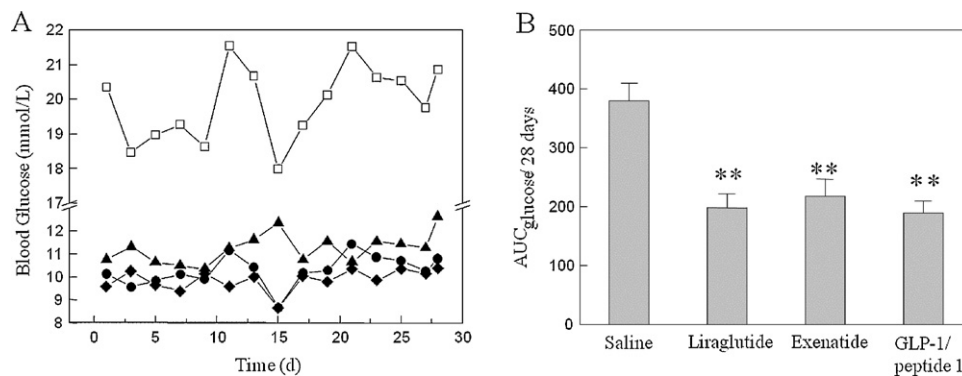 A
Blood Glucose (mmol/L)
22
21
20
19
18
17
12
11
10
9
8
0
5
10
15
20
25
30
Time (d)
B
AUCglucose/ 28 days
500
400
300
200
100
0
**
**
**
Saline
Liraglutide
Exenatide
GLP-1/
peptide 1